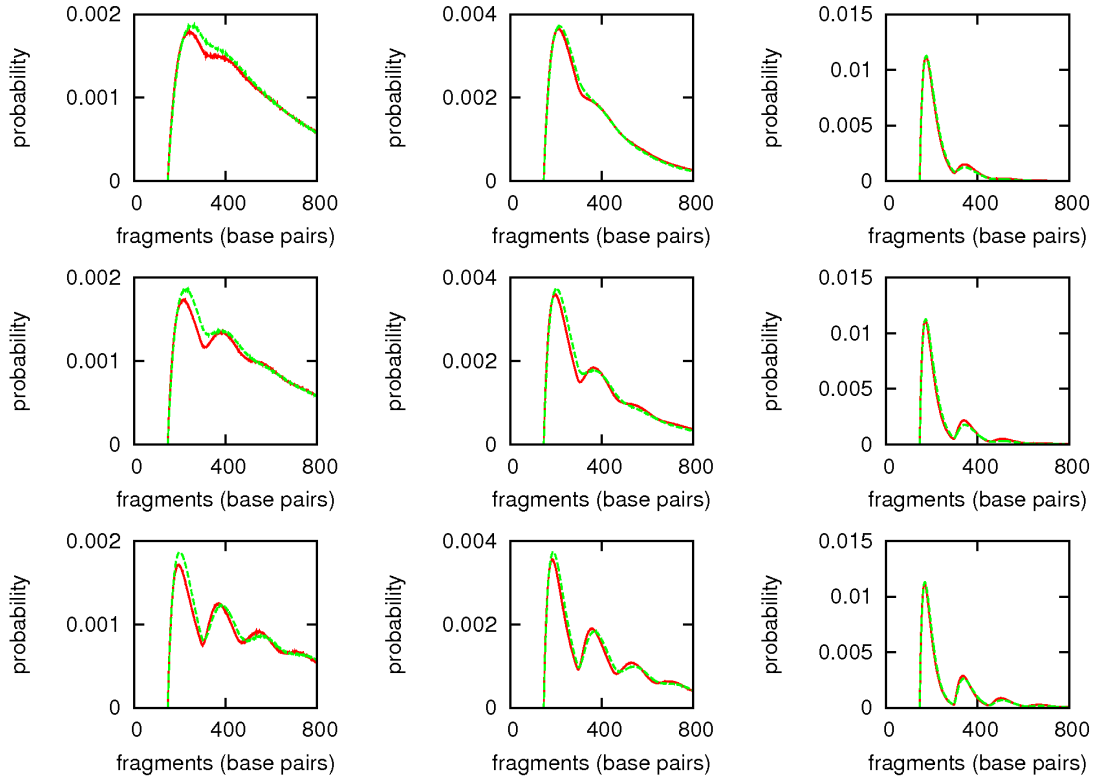 0.002 0.004 0.015
probability probability probability
0.01
0.001 0.002
0.005
0 0 0
0 400 800 0 400 800 0 400 800
fragments (base pairs) fragments (base pairs) fragments (base pairs)
0.002 0.004 0.015
probability probability probability
0.01
0.001 0.002
0.005
0 0 0
0 400 800 0 400 800 0 400 800
fragments (base pairs) fragments (base pairs) fragments (base pairs)
0.002 0.004 0.015
probability probability probability
0.01
0.001 0.002
0.005
0 0 0
0 400 800 0 400 800 0 400 800
fragments (base pairs) fragments (base pairs) fragments (base pairs)